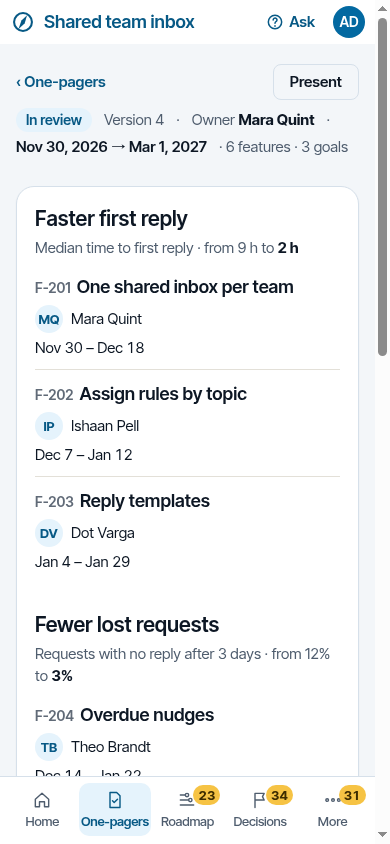 Shared team inbox
Ask
AD
‹ One-pagers
Present
In review Version 4 · Owner Mara Quint ·
Nov 30, 2026 → Mar 1, 2027 · 6 features · 3 goals
Faster first reply
Median time to first reply · from 9 h to 2 h
F-201 One shared inbox per team
MQ Mara Quint
Nov 30 – Dec 18
F-202 Assign rules by topic
IP Ishaan Pell
Dec 7 – Jan 12
F-203 Reply templates
DV Dot Varga
Jan 4 – Jan 29
Fewer lost requests
Requests with no reply after 3 days · from 12%
to 3%
F-204 Overdue nudges
TB Theo Brandt
Dec 14 – Jan 22
23 34 31
Home One-pagers Roadmap Decisions More